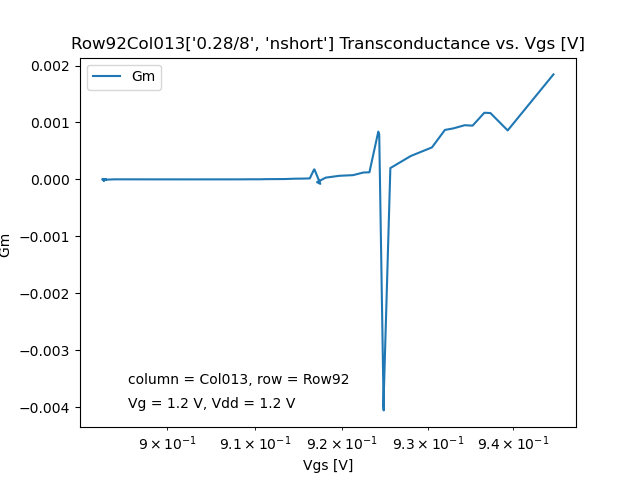 Row92Col013['0.28/8', 'nshort'] Transconductance vs. Vgs [V]
Gm
0.002
0.001
0.000
−0.001
−0.002
−0.003
−0.004
Gm
column = Col013, row = Row92
Vg = 1.2 V, Vdd = 1.2 V
9 × 10⁻¹ 9.1 × 10⁻¹ 9.2 × 10⁻¹ 9.3 × 10⁻¹ 9.4 × 10⁻¹
Vgs [V]